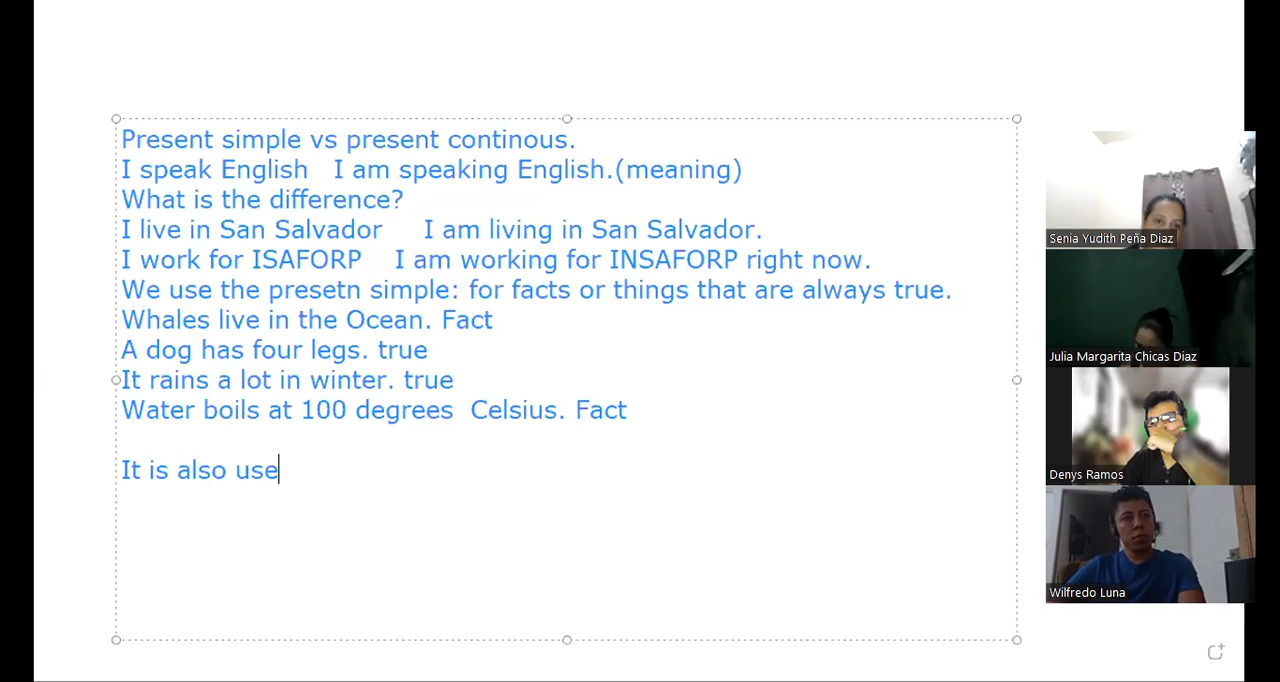 Present simple vs present continous.
I speak English I am speaking English.(meaning)
What is the difference?
I live in San Salvador I am living in San Salvador.
I work for ISAFORP I am working for INSAFORP right now.
We use the presetn simple: for facts or things that are always true.
Whales live in the Ocean. Fact
A dog has four legs. true
It rains a lot in winter. true
Water boils at 100 degrees Celsius. Fact
It is also use
Senia Yudith Peña Diaz
Julia Margarita Chicas Diaz
Denys Ramos
Wilfredo Luna